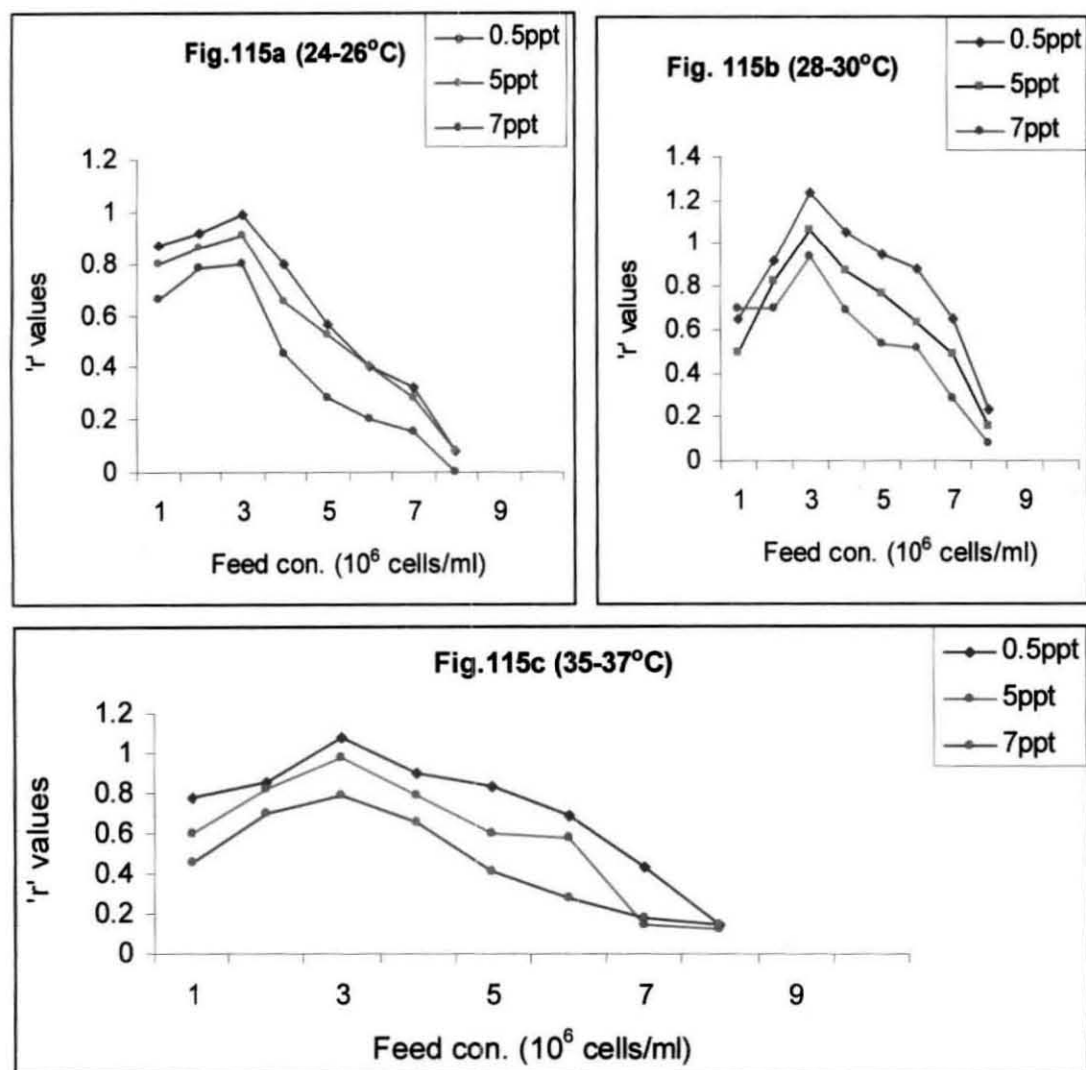 Fig.115a (24-26°C)
0.5ppt
5ppt
7ppt
1.2
1
0.8
0.6
0.4
0.2
0
'r' values
1 3 5 7 9
Feed con. (10⁶ cells/ml)
Fig. 115b (28-30°C)
0.5ppt
5ppt
7ppt
1.4
1.2
1
0.8
0.6
0.4
0.2
0
'r' values
1 3 5 7 9
Feed con. (10⁶ cells/ml)
Fig.115c (35-37°C)
0.5ppt
5ppt
7ppt
1.2
1
0.8
0.6
0.4
0.2
0
'r' values
1 3 5 7 9
Feed con. (10⁶ cells/ml)